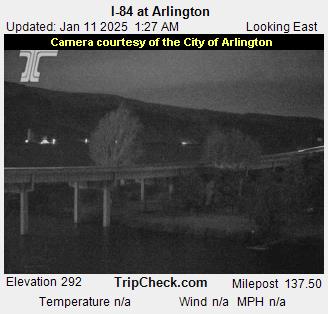 I-84 at Arlington
Updated: Jan 11 2025 1:27 AM Looking East
Camera courtesy of the City of Arlington
Elevation 292 TripCheck.com Milepost 137.50
Temperature n/a Wind n/a MPH n/a